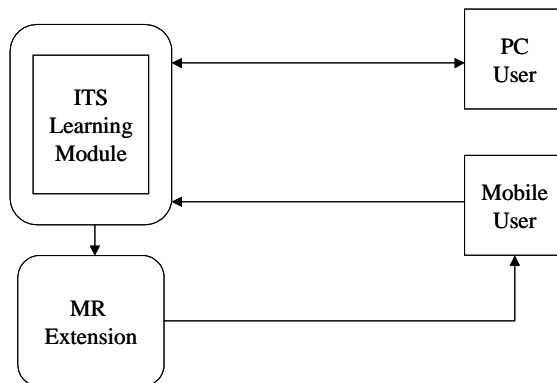 ITS
Learning
Module
PC
User
Mobile
User
MR
Extension